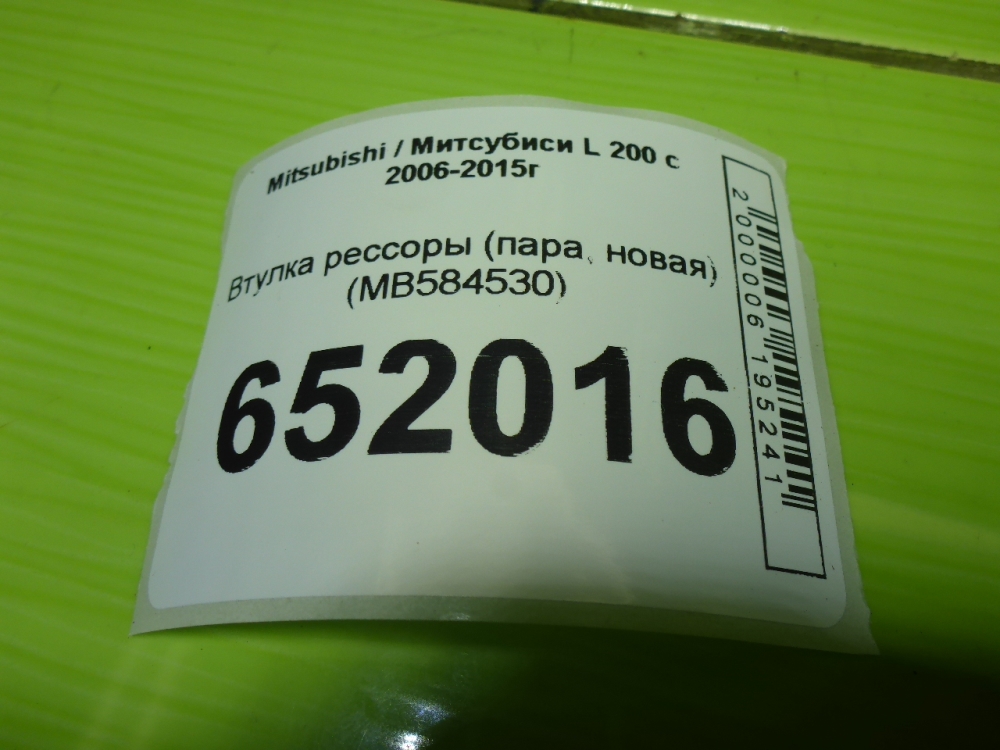 Mitsubishi / Митсубиси L 200 с
2006-2015г
Втулка рессоры (пара, новая)
(MB584530)
652016
2000006195241